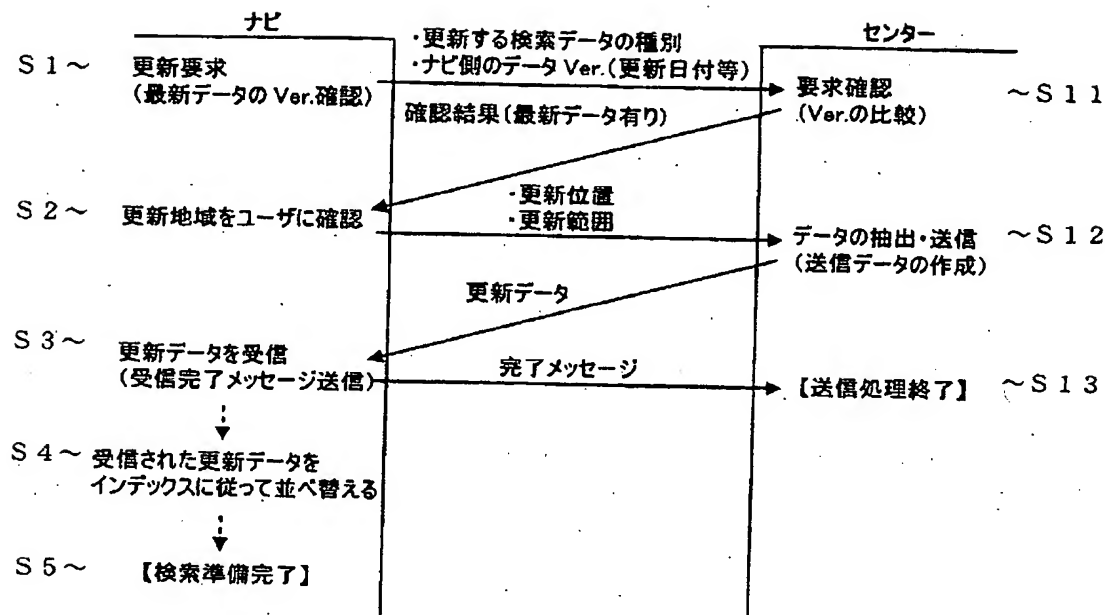 ナビ
センター
・更新する検索データの種別
・ナビ側のデータ Ver.(更新日付等)
S1~
更新要求
(最新データの Ver.確認)
要求確認
(Ver.の比較)
~S11
確認結果(最新データ有り)
S2~
更新地域をユーザに確認
・更新位置
・更新範囲
データの抽出・送信
(送信データの作成)
~S12
更新データ
S3~
更新データを受信
(受信完了メッセージ送信)
完了メッセージ
【送信処理終了】
~S13
S4~
受信された更新データを
インデックスに従って並べ替える
S5~
【検索準備完了】